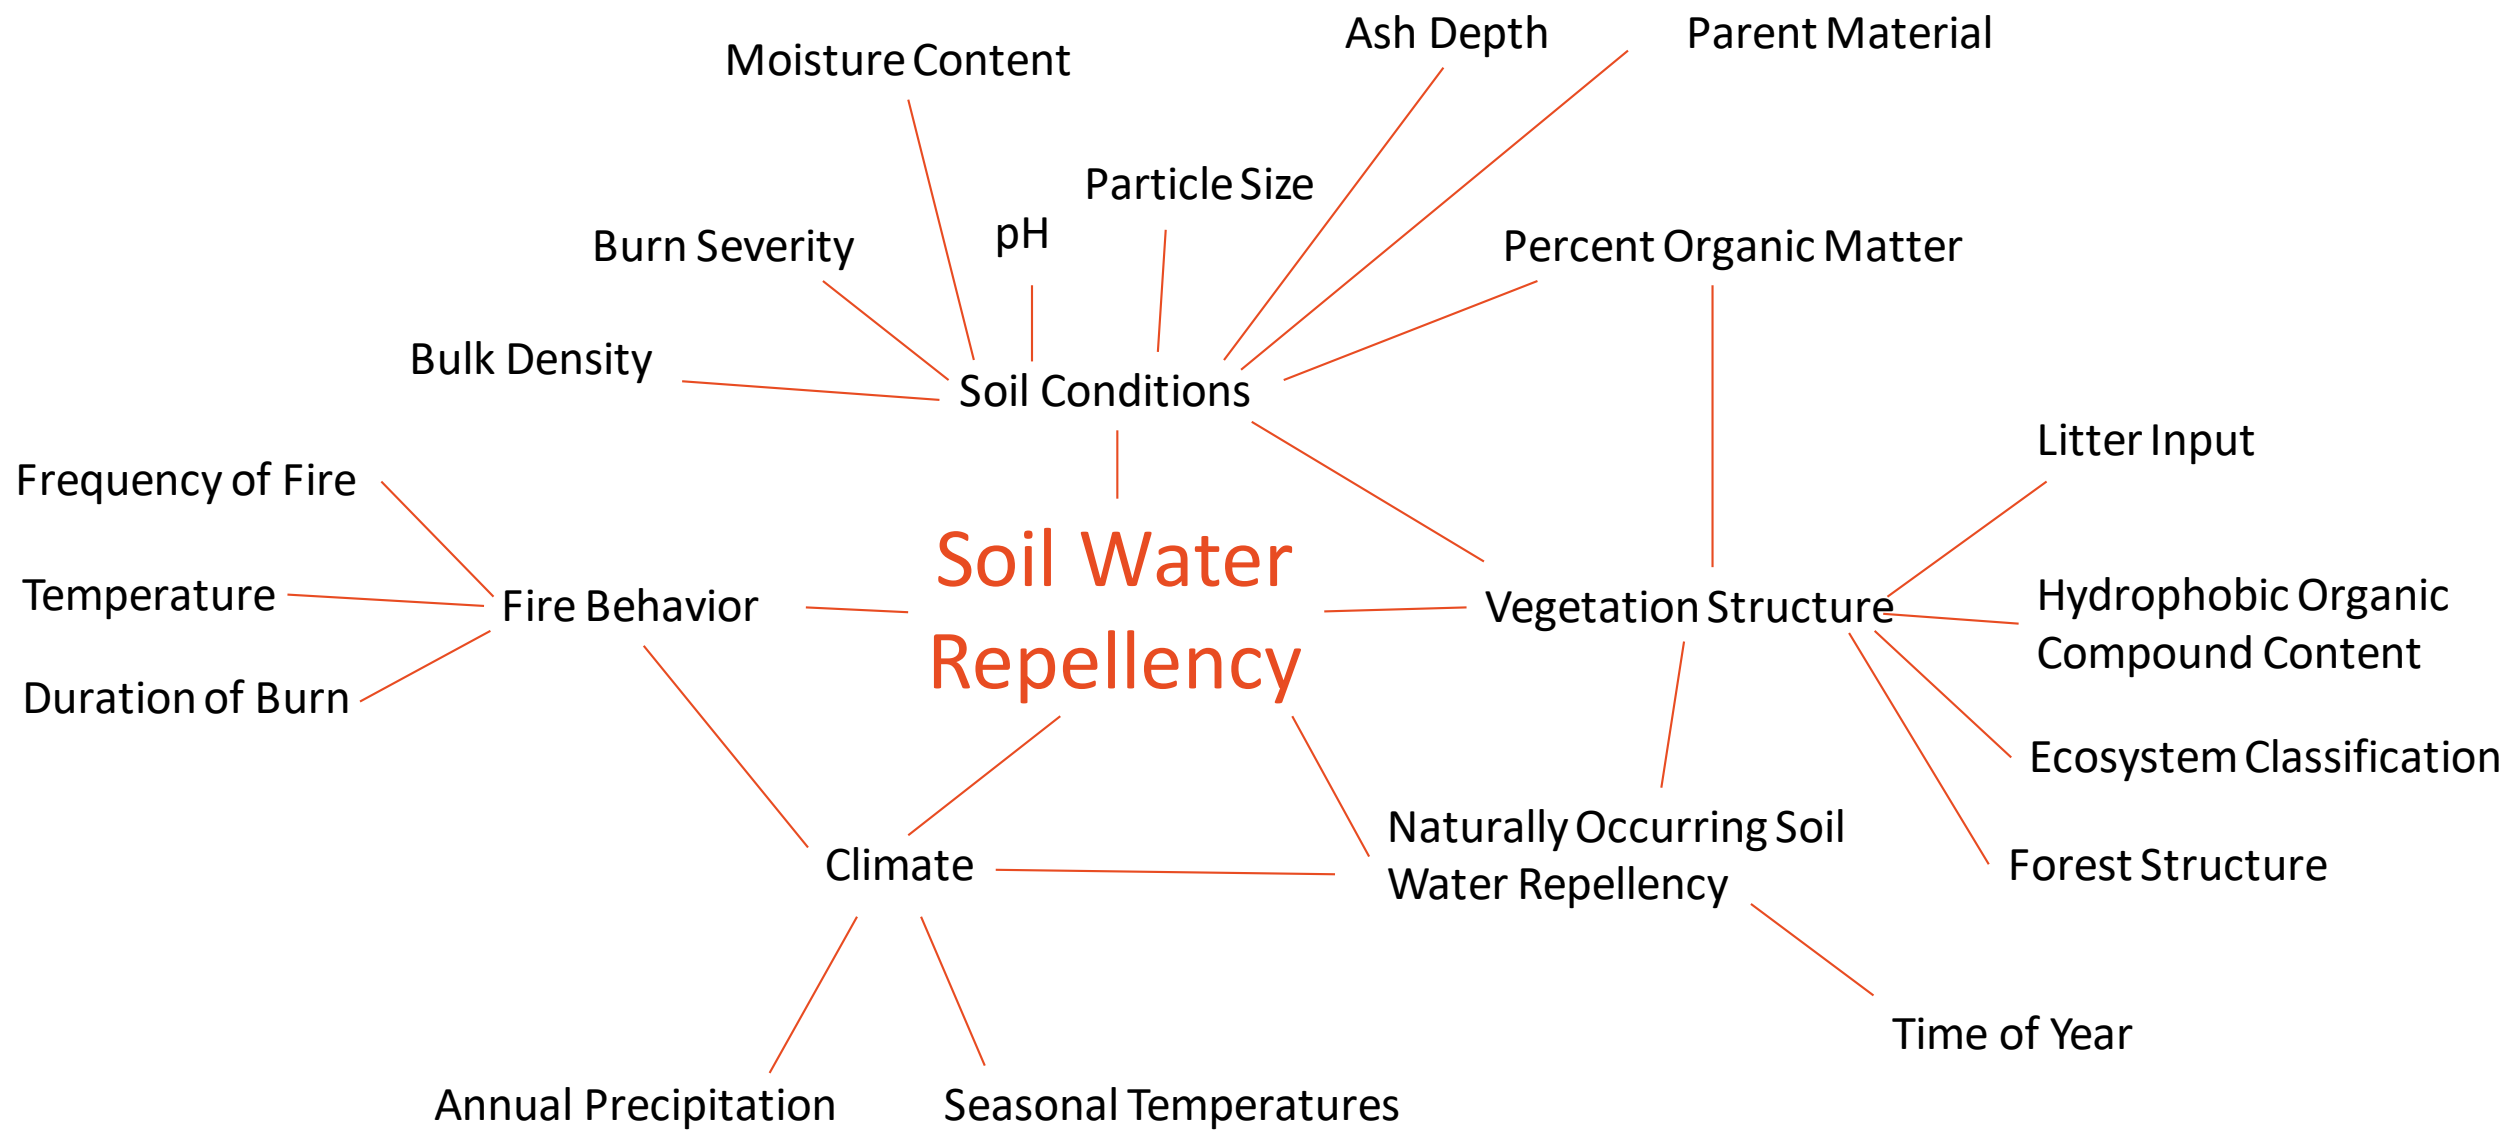 Ash Depth
Parent Material
Moisture Content
Particle Size
pH
Burn Severity
Percent Organic Matter
Bulk Density
Soil Conditions
Litter Input
Frequency of Fire
Soil Water
Repellency
Temperature
Fire Behavior
Vegetation Structure
Hydrophobic Organic
Compound Content
Duration of Burn
Ecosystem Classification
Naturally Occurring Soil
Water Repellency
Climate
Forest Structure
Time of Year
Annual Precipitation
Seasonal Temperatures